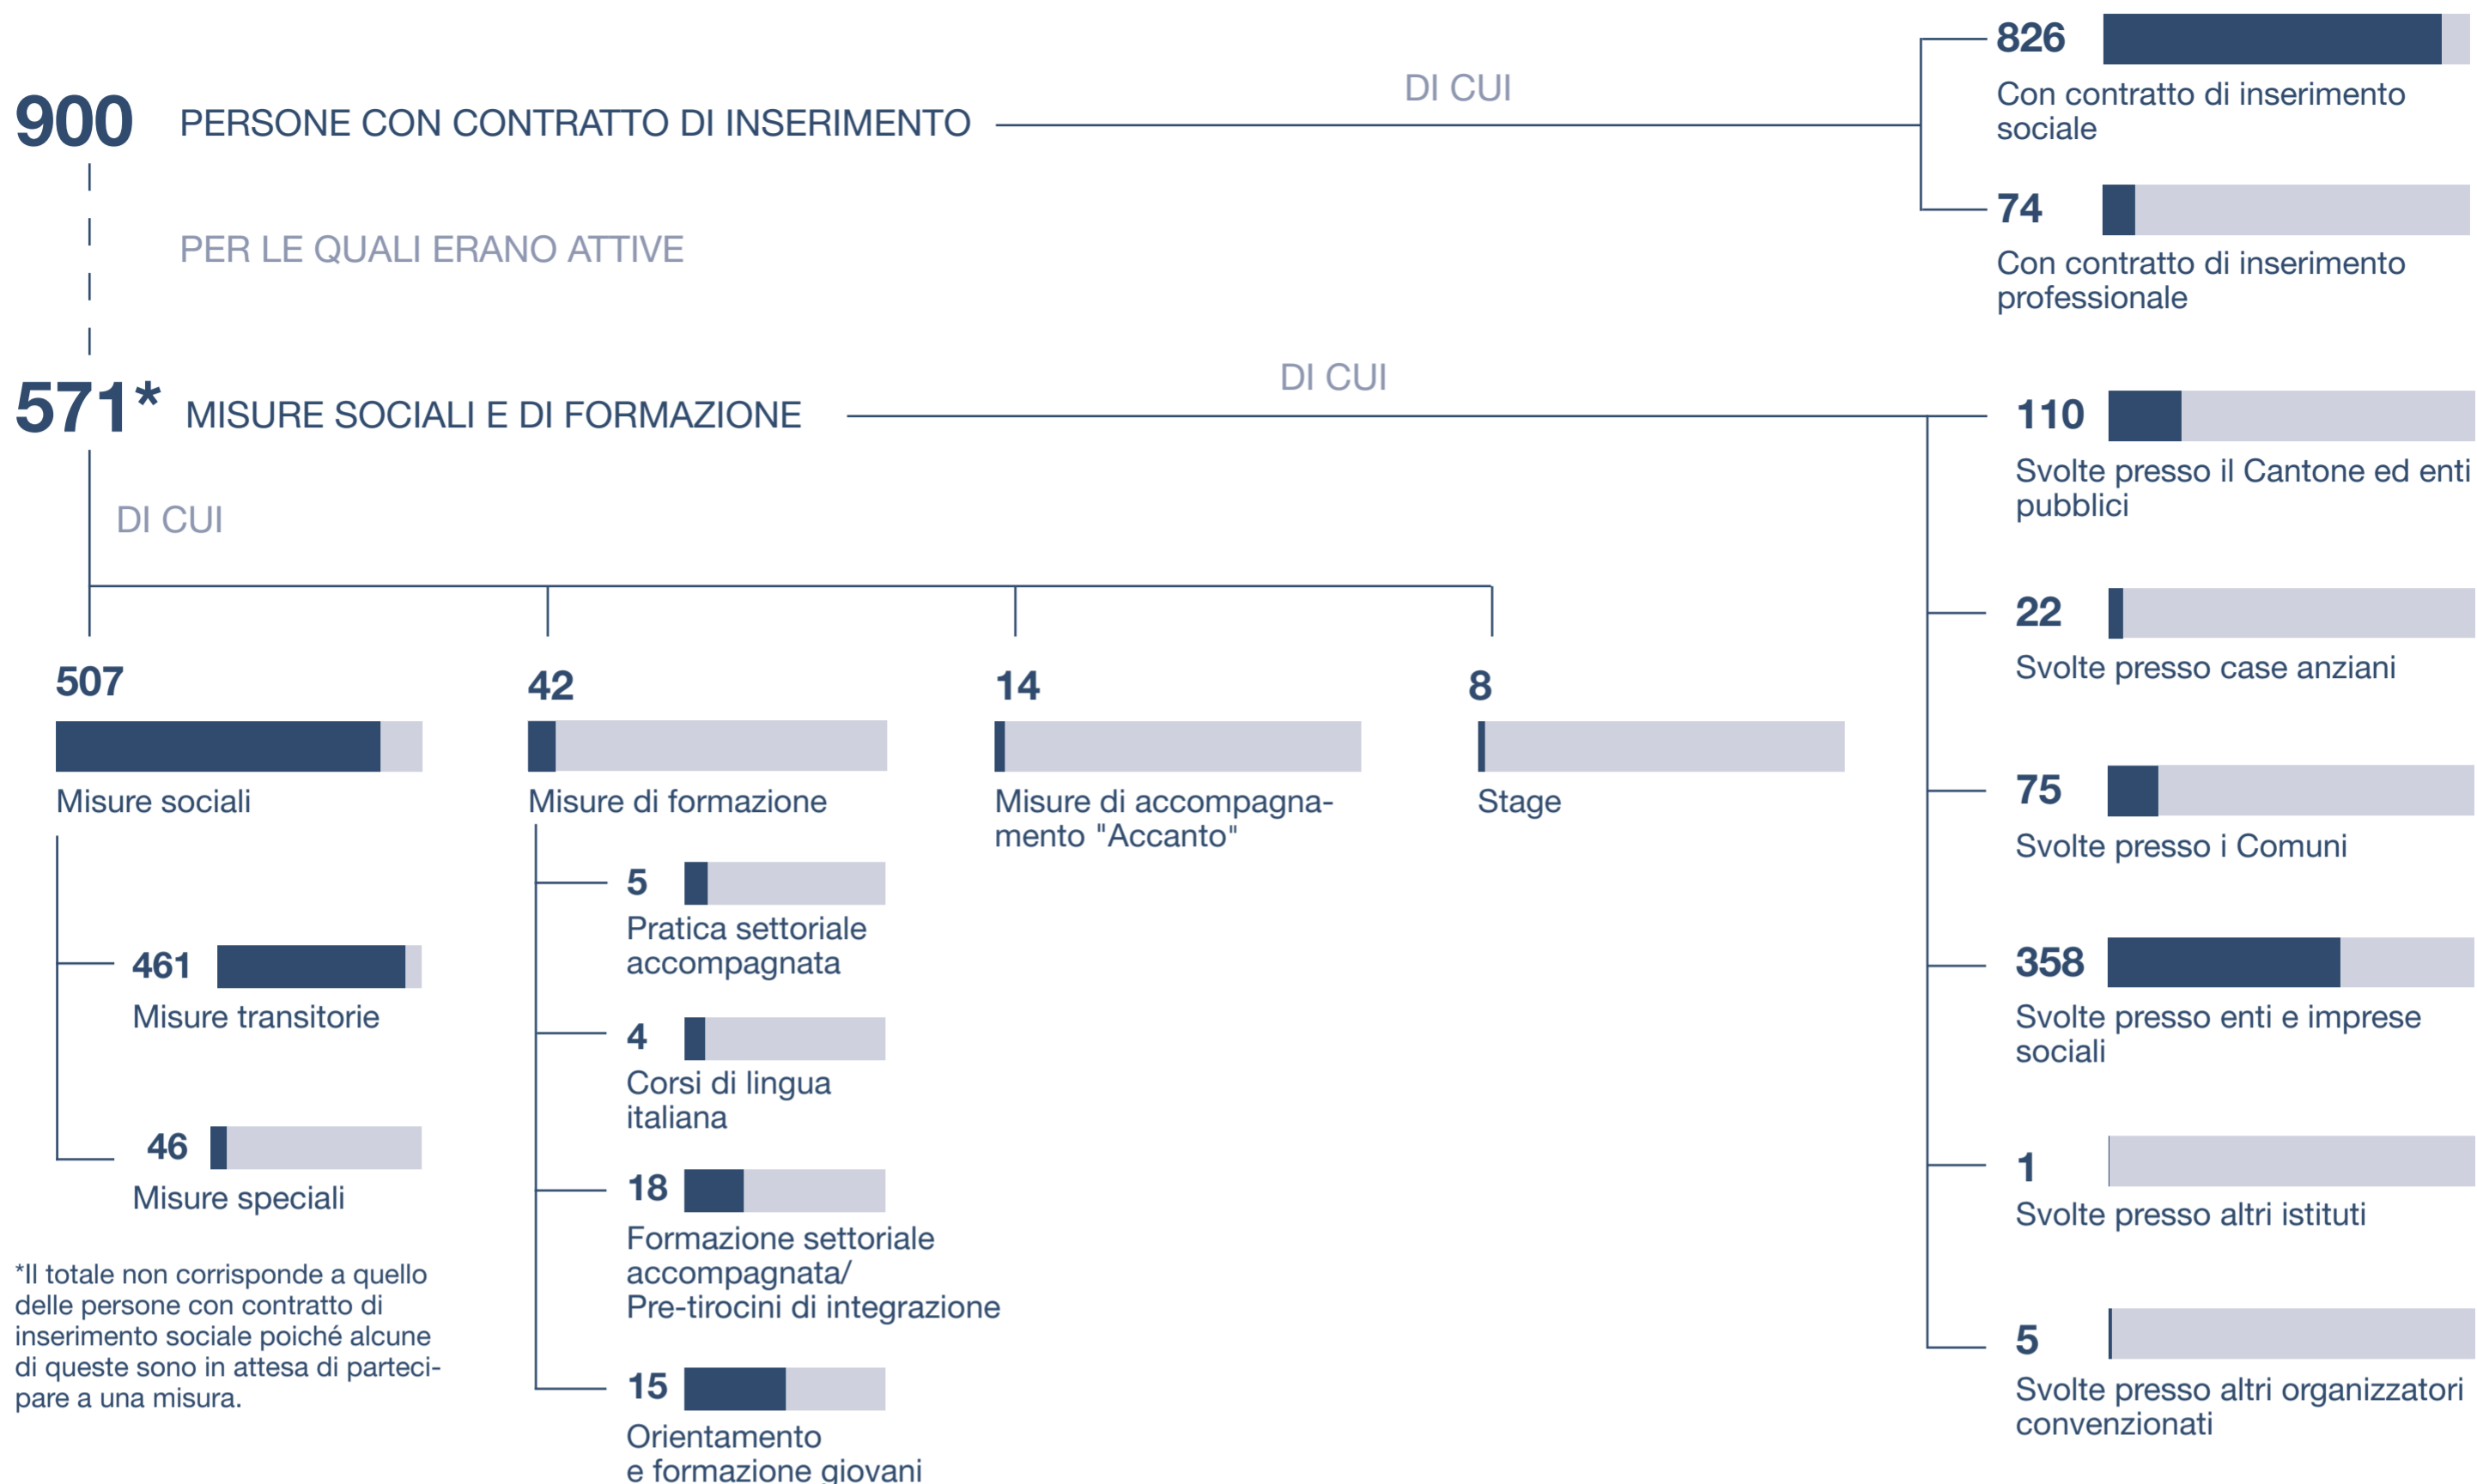 900 PERSONE CON CONTRATTO DI INSERIMENTO
DI CUI
826
Con contratto di inserimento
sociale
74
Con contratto di inserimento
professionale
PER LE QUALI ERANO ATTIVE
571* MISURE SOCIALI E DI FORMAZIONE
DI CUI
110
Svolte presso il Cantone ed enti
pubblici
22
Svolte presso case anziani
75
Svolte presso i Comuni
358
Svolte presso enti e imprese
sociali
1
Svolte presso altri istituti
5
Svolte presso altri organizzatori
convenzionati
DI CUI
507
Misure sociali
461
Misure transitorie
46
Misure speciali
42
Misure di formazione
5
Pratica settoriale
accompagnata
4
Corsi di lingua
italiana
18
Formazione settoriale
accompagnata/
Pre-tirocini di integrazione
15
Orientamento
e formazione giovani
14
Misure di accompagna-
mento "Accanto"
8
Stage
*Il totale non corrisponde a quello
delle persone con contratto di
inserimento sociale poiché alcune
di queste sono in attesa di parteci-
pare a una misura.